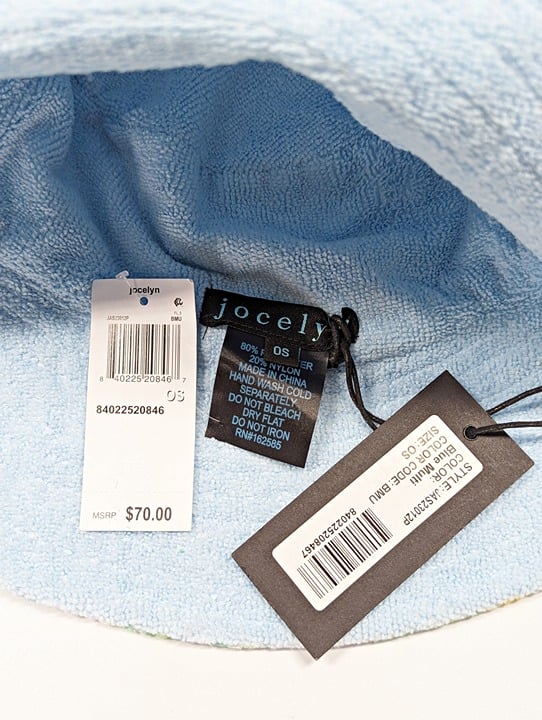 jocelyn
JAS23012P
BMU
8 40225 20846 7
OS
84022520846
MSRP $70.00
jocely
OS
80%
20% NYLON
MADE IN CHINA
HAND WASH COLD
SEPARATELY
DO NOT BLEACH
DRY FLAT
DO NOT IRON
RN#162585
STYLE: JAS23012P
COLOR:
Blue Multi
COLOR CODE: BMU
SIZE: OS
840225208467